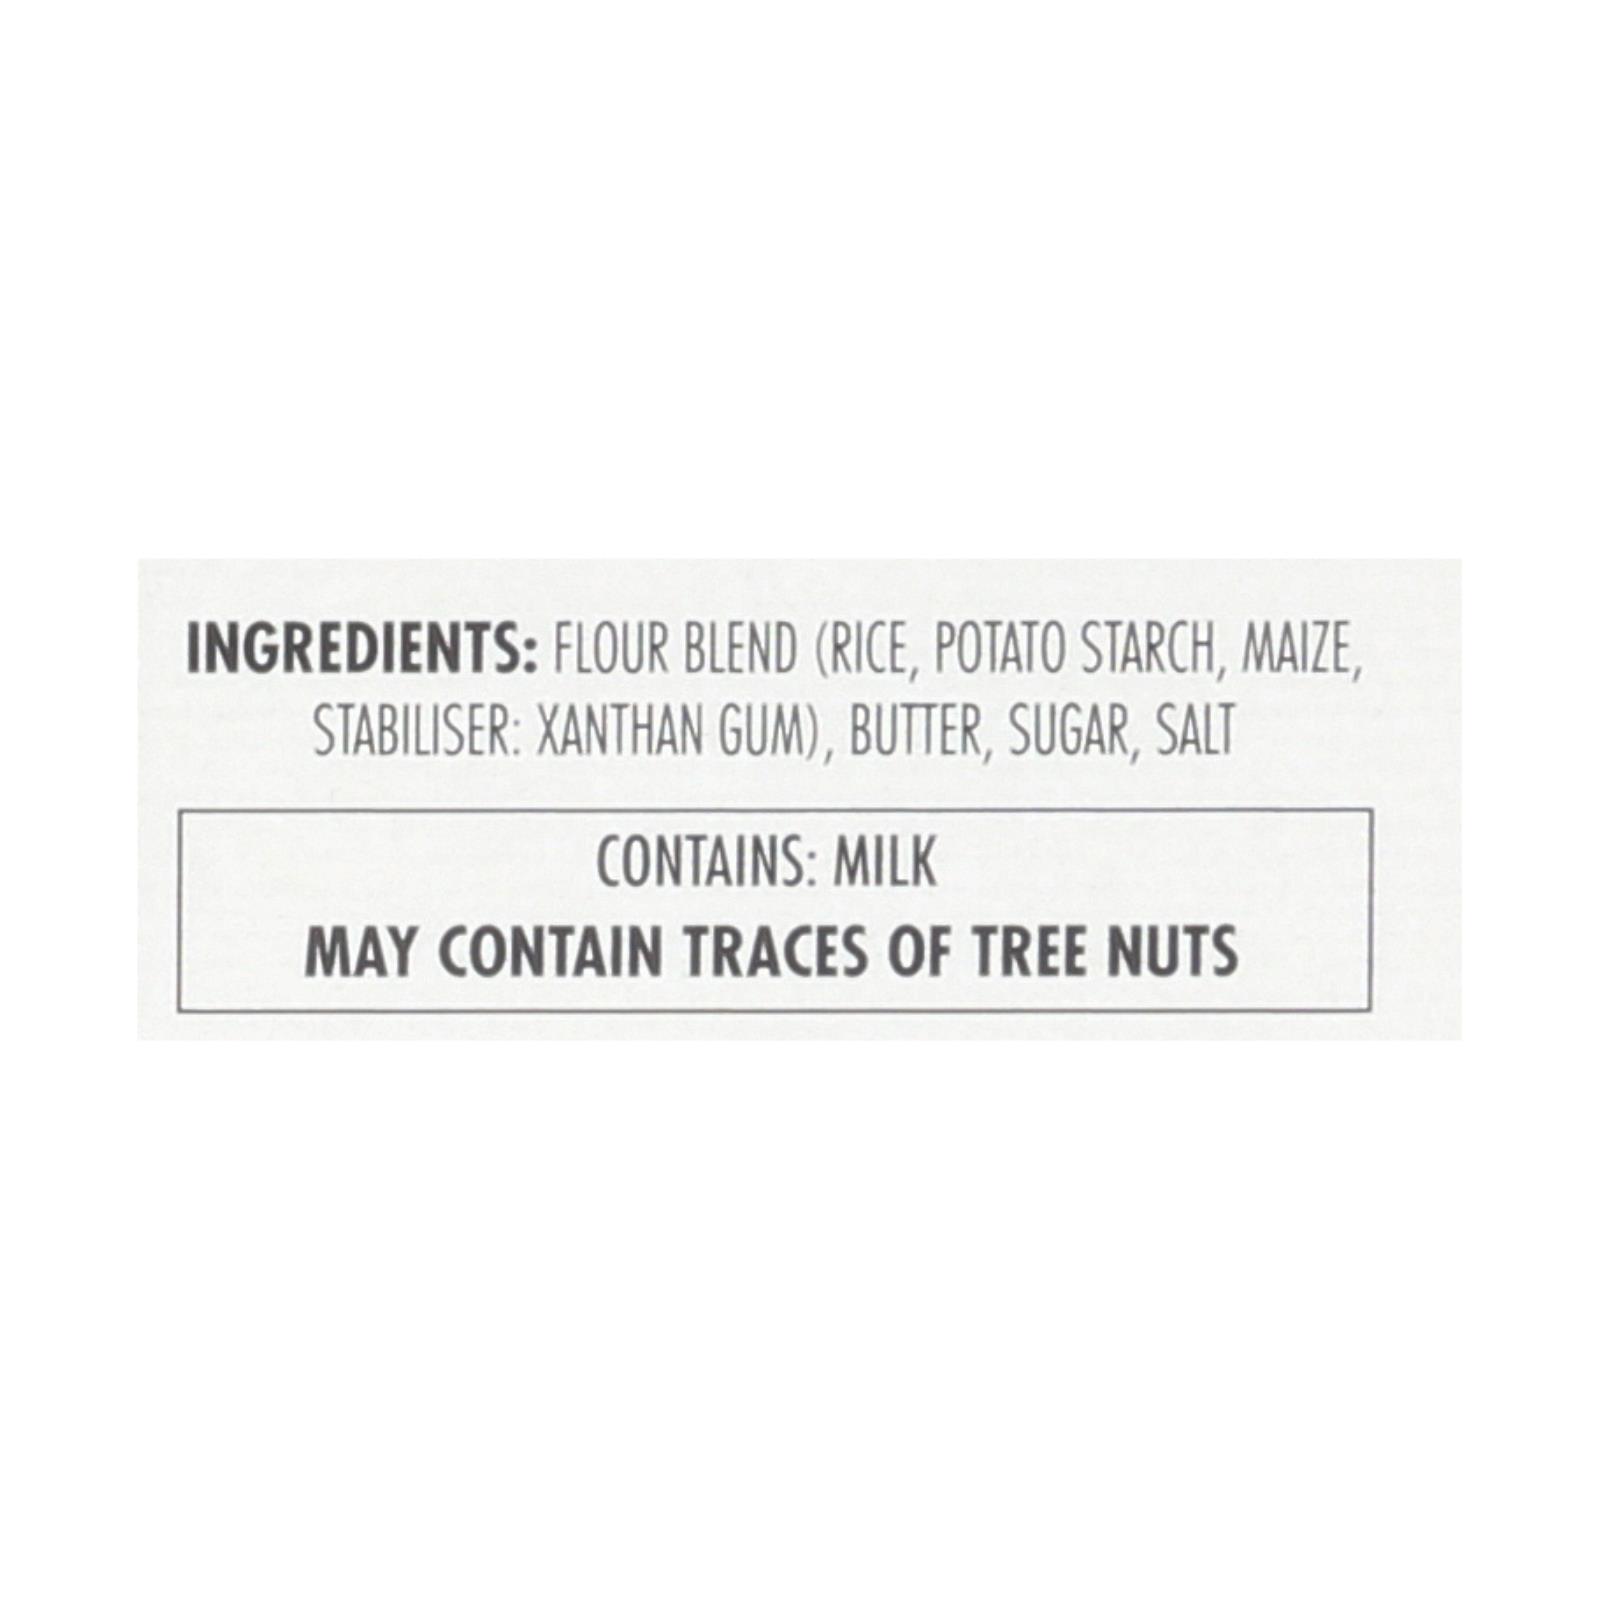 INGREDIENTS: FLOUR BLEND (RICE, POTATO STARCH, MAIZE,
STABILISER: XANTHAN GUM), BUTTER, SUGAR, SALT
CONTAINS: MILK
MAY CONTAIN TRACES OF TREE NUTS